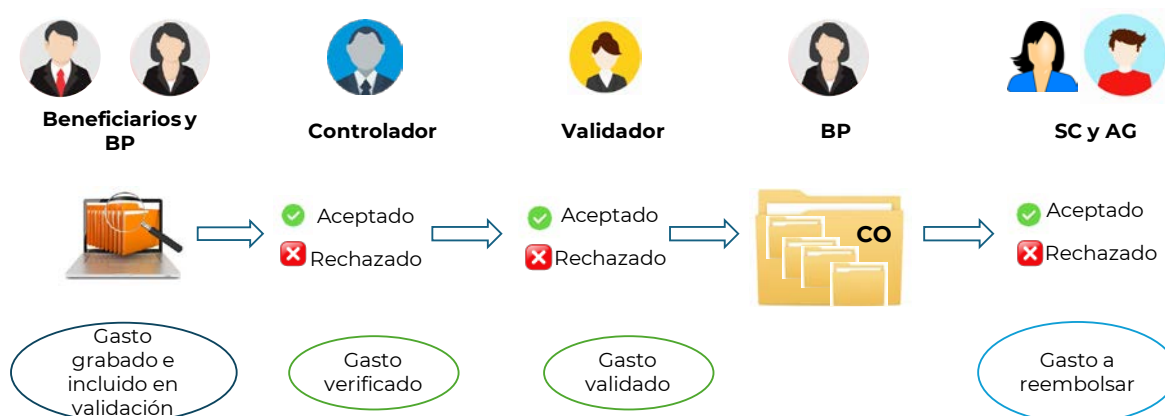 Beneficiarios y
BP
Controlador
Validador
BP
SC y AG
Aceptado
Rechazado
Aceptado
Rechazado
CO
Aceptado
Rechazado
Gasto
grabado e
incluido en
validación
Gasto
verificado
Gasto
validado
Gasto a
reembolsar